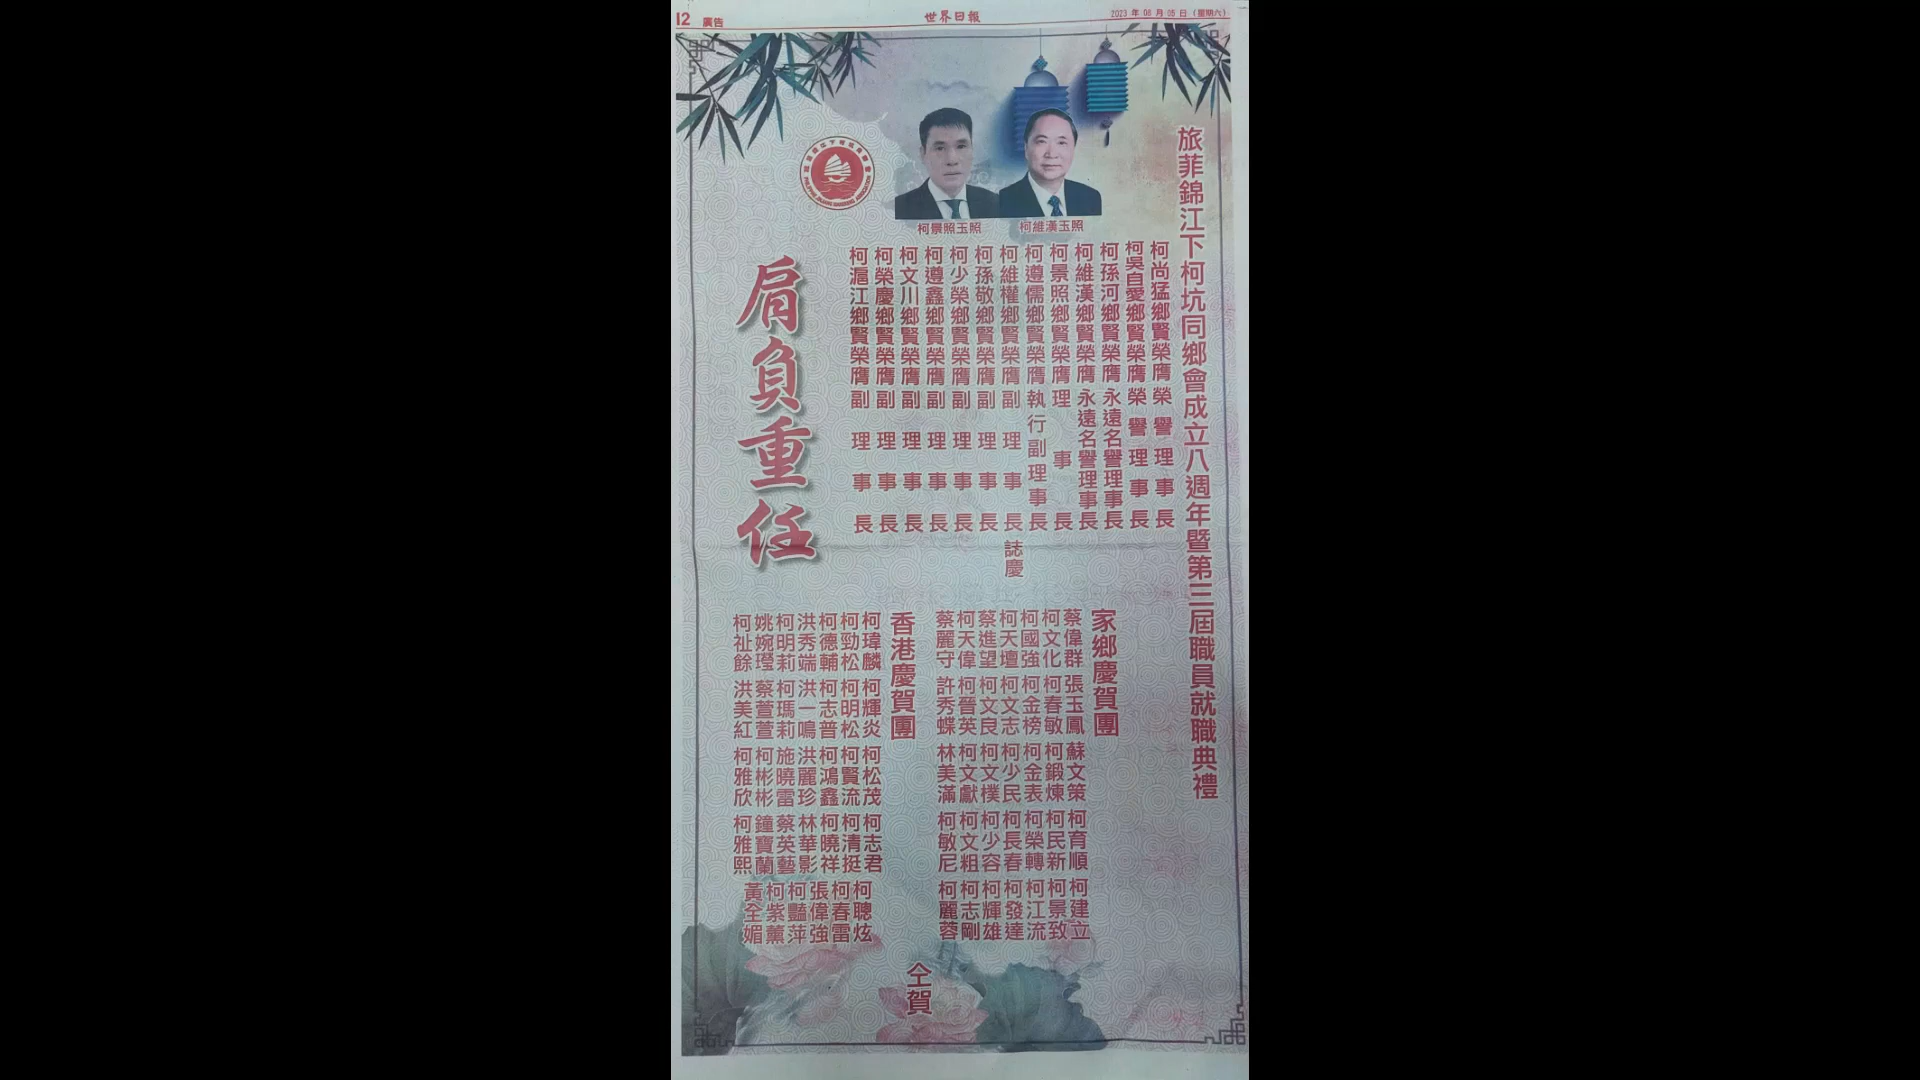 12 廣告
世界日報
2023 年 08 月 05 日 (星期六)
旅菲錦江下柯坑同鄉會成立八週年暨第三屆職員就職典禮
柯景照玉照
柯維漢玉照
柯尚猛鄉賢榮膺榮譽理事長
柯吳自愛鄉賢榮膺榮譽理事長
柯孫河鄉賢榮膺永遠名譽理事長
柯維漢鄉賢榮膺永遠名譽理事長
柯景照鄉賢榮膺理事長
柯遵儒鄉賢榮膺執行副理事長
柯維權鄉賢榮膺副理事長
柯孫敬鄉賢榮膺副理事長
柯少榮鄉賢榮膺副理事長
柯遵鑫鄉賢榮膺副理事長
柯文川鄉賢榮膺副理事長
柯榮慶鄉賢榮膺副理事長
柯滬江鄉賢榮膺副理事長
誌慶
肩負重任
家鄉慶賀團
蔡偉群 張玉鳳 蘇文策 柯育順 柯建立
柯文化 柯春敏 柯鍛煉 柯民新 柯景致
柯國強 柯金榜 柯金表 柯榮轉 柯江流
柯天壇 柯文志 柯少民 柯長春 柯發達
蔡進望 柯文良 柯文樸 柯少容 柯輝雄
柯天偉 柯晉英 柯文獻 柯文粗 柯志剛
蔡麗守 許秀蝶 林美滿 柯敏尼 柯麗蓉
香港慶賀團
柯瑋麟 柯輝炎 柯松茂 柯志君 柯聰炫
柯勁松 柯明松 柯賢流 柯清挺 柯春雷
柯德輔 柯志普 柯鴻鑫 柯曉祥 張偉強
洪秀端 洪一鳴 洪麗珍 林華影 柯豔萍
柯明莉 柯瑪莉 施曉雷 蔡英藝 柯紫薰
姚婉瑩 蔡萱萱 柯彬彬 鐘寶蘭 黃全媚
柯祉餘 洪美紅 柯雅欣 柯雅熙
仝賀